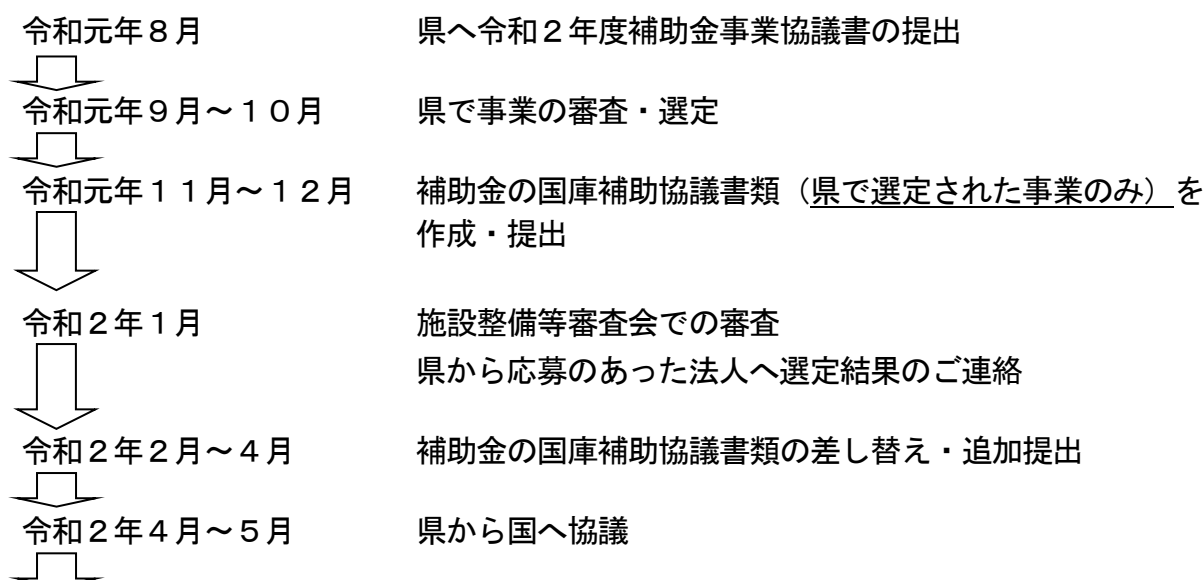 令和元年８月　県へ令和２年度補助金事業協議書の提出
令和元年９月～１０月　県で事業の審査・選定
令和元年１１月～１２月　補助金の国庫補助協議書類（県で選定された事業のみ）を
作成・提出
令和２年１月　施設整備等審査会での審査
県から応募のあった法人へ選定結果のご連絡
令和２年２月～４月　補助金の国庫補助協議書類の差し替え・追加提出
令和２年４月～５月　県から国へ協議